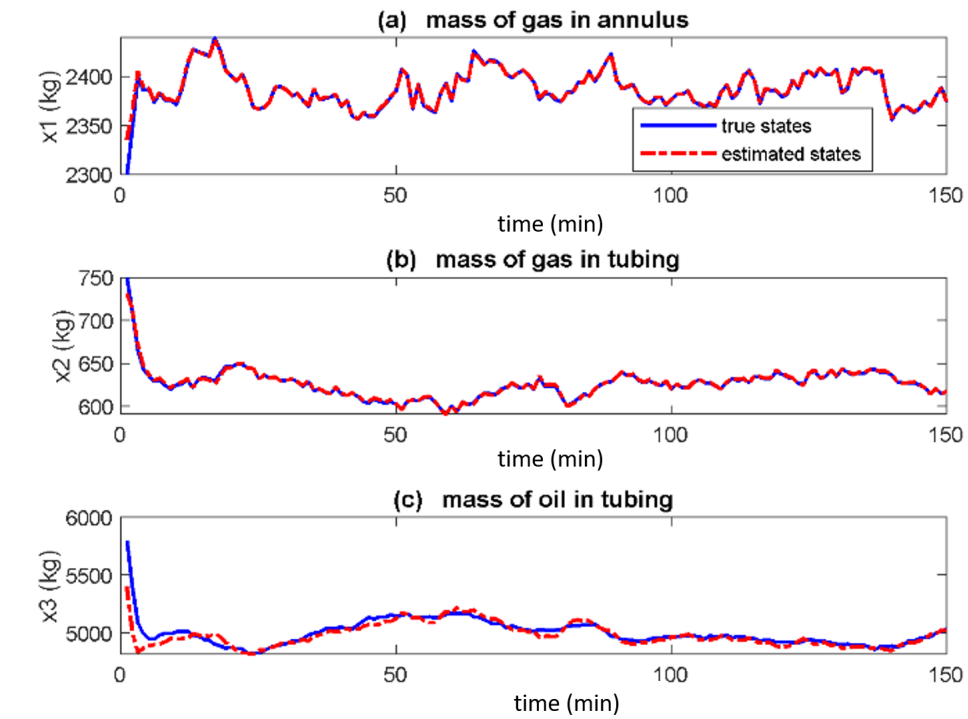 (a) mass of gas in annulus
x1 (kg)
2400
2350
2300
true states
estimated states
0 50 100 150
time (min)
(b) mass of gas in tubing
x2 (kg)
750
700
650
600
0 50 100 150
time (min)
(c) mass of oil in tubing
x3 (kg)
6000
5500
5000
0 50 100 150
time (min)